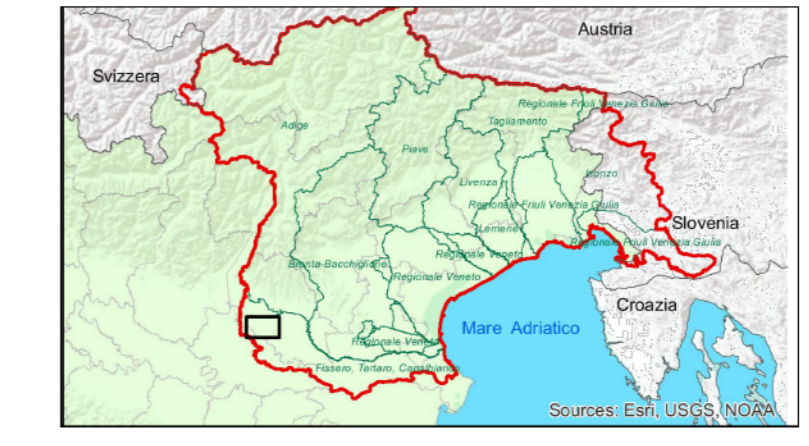 Austria
Svizzera
Regionale Friuli Venezia Giulia
Tagliamento
Adige
Piave
Isonzo
Livenza
Regionale Friuli Venezia Giulia
Slovenia
Lemene
Regionale Friuli Venezia Giulia
Regionale Veneto
Brenta-Bacchiglione
Regionale Veneto
Croazia
Mare Adriatico
Regionale Veneto
Fissero, Tartaro, Canalbianco
Sources: Esri, USGS, NOAA